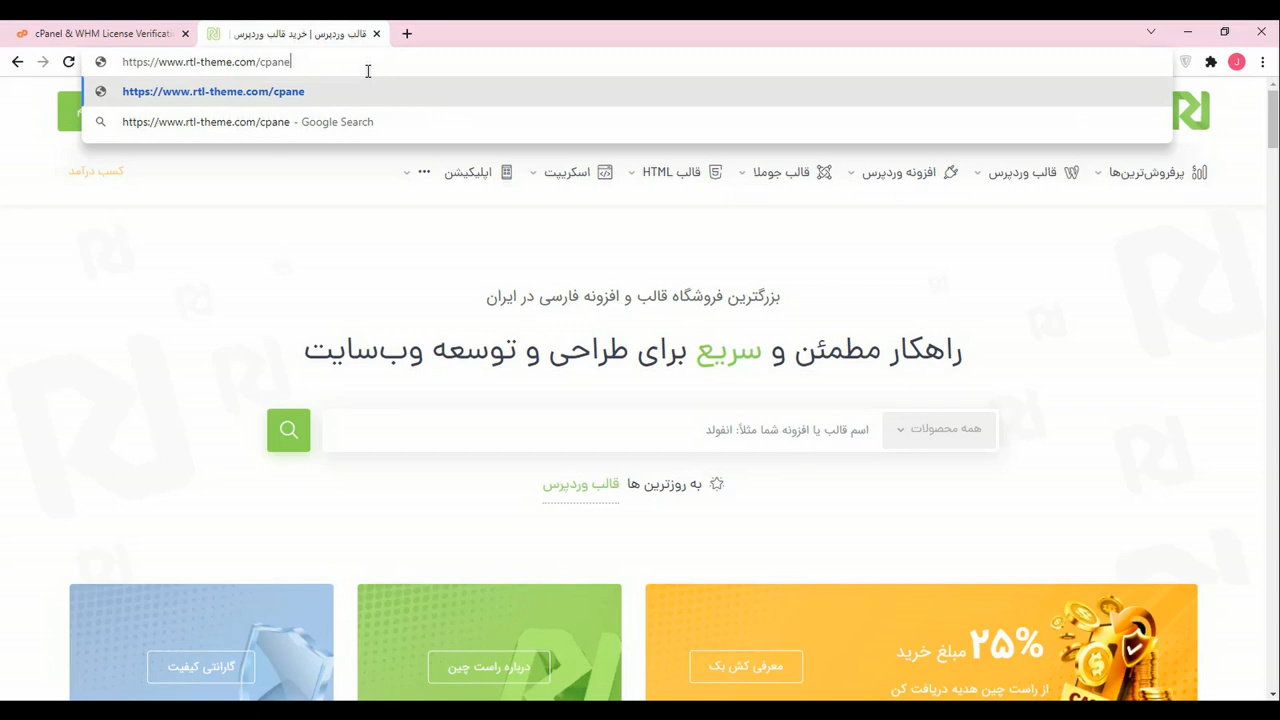 cPanel & WHM License Verificati
قالب وردپرس | خرید قالب وردپرس
https://www.rtl-theme.com/cpane
https://www.rtl-theme.com/cpane
https://www.rtl-theme.com/cpane - Google Search
J
پرفروش‌ترین‌ها قالب وردپرس افزونه وردپرس قالب جوملا قالب HTML اسکریپت اپلیکیشن ••• کسب درآمد
بزرگترین فروشگاه قالب و افزونه فارسی در ایران
راهکار مطمئن و سریع برای طراحی و توسعه وب‌سایت
همه محصولات اسم قالب یا افزونه شما مثلاً: انفولد
به روزترین ها قالب وردپرس
۲۵% مبلغ خرید
از راست چین هدیه دریافت کن
معرفی کش بک
درباره راست چین
گارانتی کیفیت